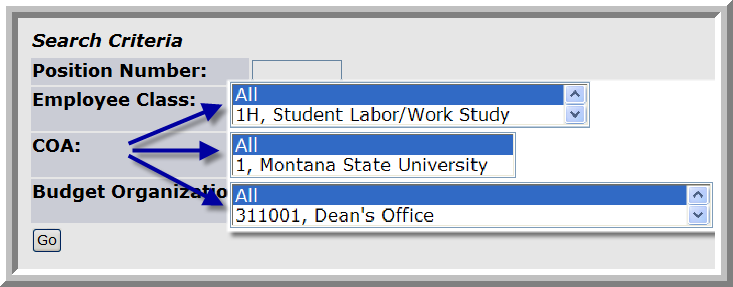 Search Criteria
Position Number:
Employee Class:
All
1H, Student Labor/Work Study
COA:
All
1, Montana State University
Budget Organizatio
All
311001, Dean's Office
Go